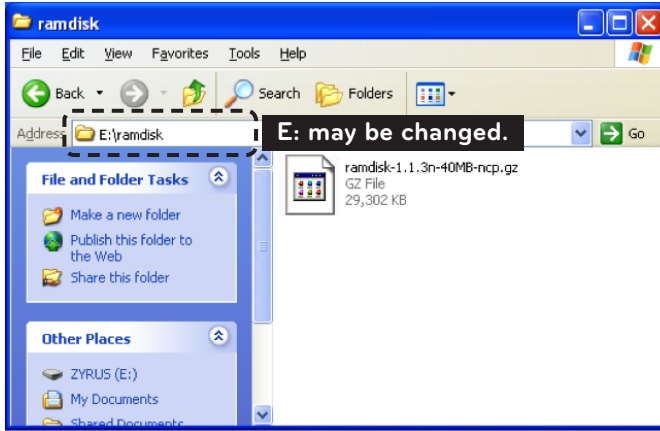 ramdisk
File Edit View Favorites Tools Help
Back Search Folders
Address E:\ramdisk E: may be changed. Go
File and Folder Tasks
Make a new folder
Publish this folder to
the Web
Share this folder
Other Places
ZYRUS (E:)
My Documents
Shared Documents
ramdisk-1.1.3n-40MB-ncp.gz
GZ File
29,302 KB